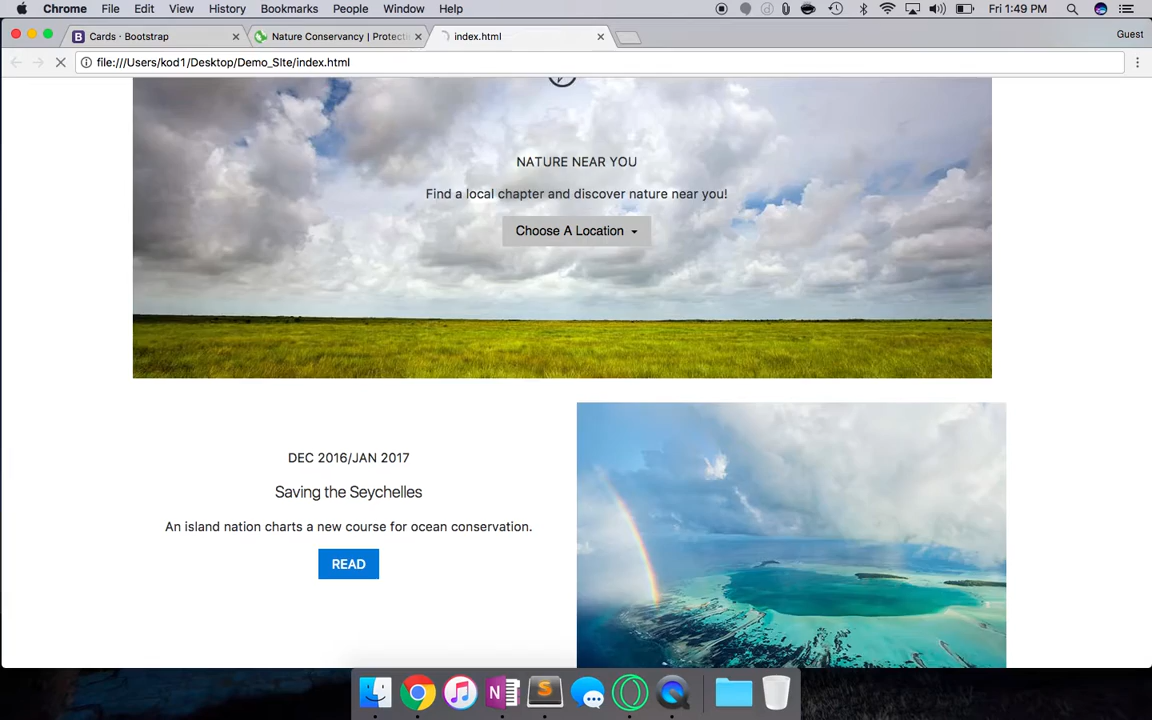 Chrome File Edit View History Bookmarks People Window Help Fri 1:49 PM
Cards · Bootstrap Nature Conservancy | Protecti index.html Guest
file:///Users/kod1/Desktop/Demo_SIte/index.html
NATURE NEAR YOU
Find a local chapter and discover nature near you!
Choose A Location
DEC 2016/JAN 2017
Saving the Seychelles
An island nation charts a new course for ocean conservation.
READ